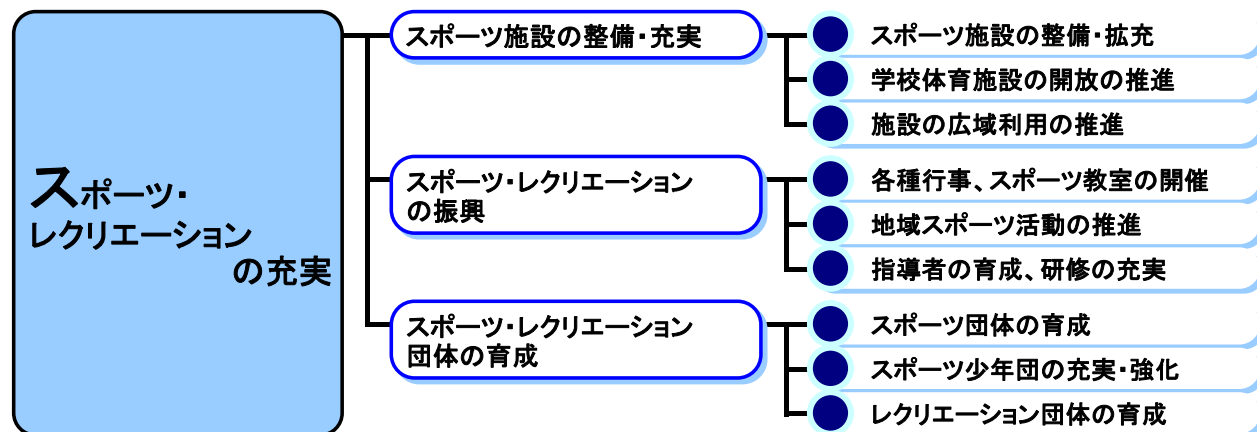 スポーツ・
レクリエーション
の充実
スポーツ施設の整備・充実
スポーツ施設の整備・拡充
学校体育施設の開放の推進
施設の広域利用の推進
スポーツ・レクリエーション
の振興
各種行事、スポーツ教室の開催
地域スポーツ活動の推進
指導者の育成、研修の充実
スポーツ・レクリエーション
団体の育成
スポーツ団体の育成
スポーツ少年団の充実・強化
レクリエーション団体の育成